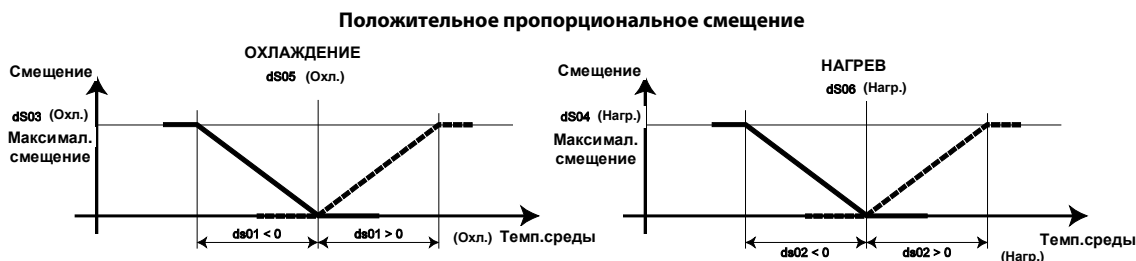 Положительное пропорциональное смещение
ОХЛАЖДЕНИЕ
dS05 (Охл.)
Смещение
dS03 (Охл.)
Максимал.
смещение
ds01 < 0
ds01 > 0
(Охл.)
Темп.среды
НАГРЕВ
dS06 (Нагр.)
Смещение
dS04 (Нагр.)
Максимал.
смещение
ds02 < 0
ds02 > 0
Темп.среды
(Нагр.)